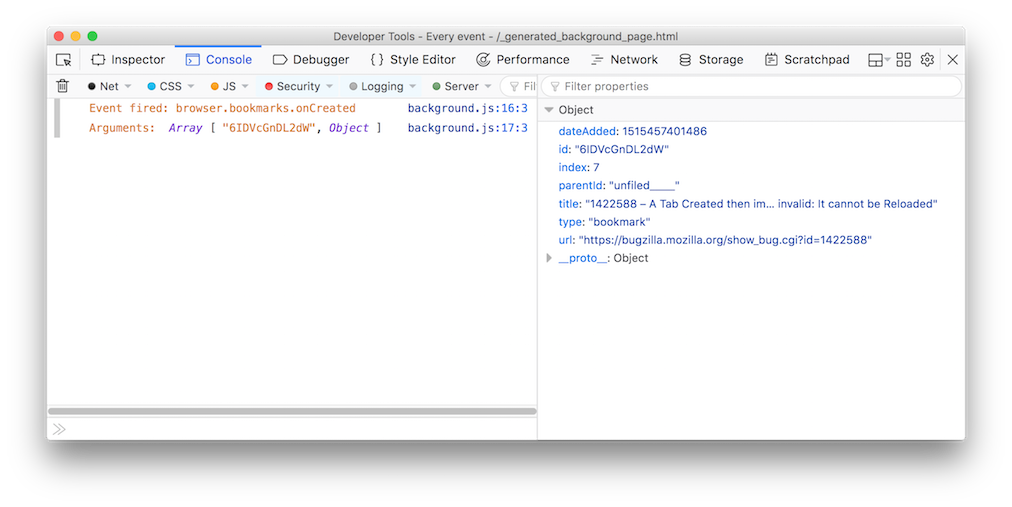 Developer Tools - Every event - /_generated_background_page.html
Inspector Console Debugger { } Style Editor Performance Network Storage Scratchpad
Net CSS JS Security Logging Server Fil Filter properties
Event fired: browser.bookmarks.onCreated background.js:16:3
Arguments: Array [ "6IDVcGnDL2dW", Object ] background.js:17:3
Object
dateAdded: 1515457401486
id: "6IDVcGnDL2dW"
index: 7
parentId: "unfiled_____"
title: "1422588 – A Tab Created then im... invalid: It cannot be Reloaded"
type: "bookmark"
url: "https://bugzilla.mozilla.org/show_bug.cgi?id=1422588"
__proto__: Object